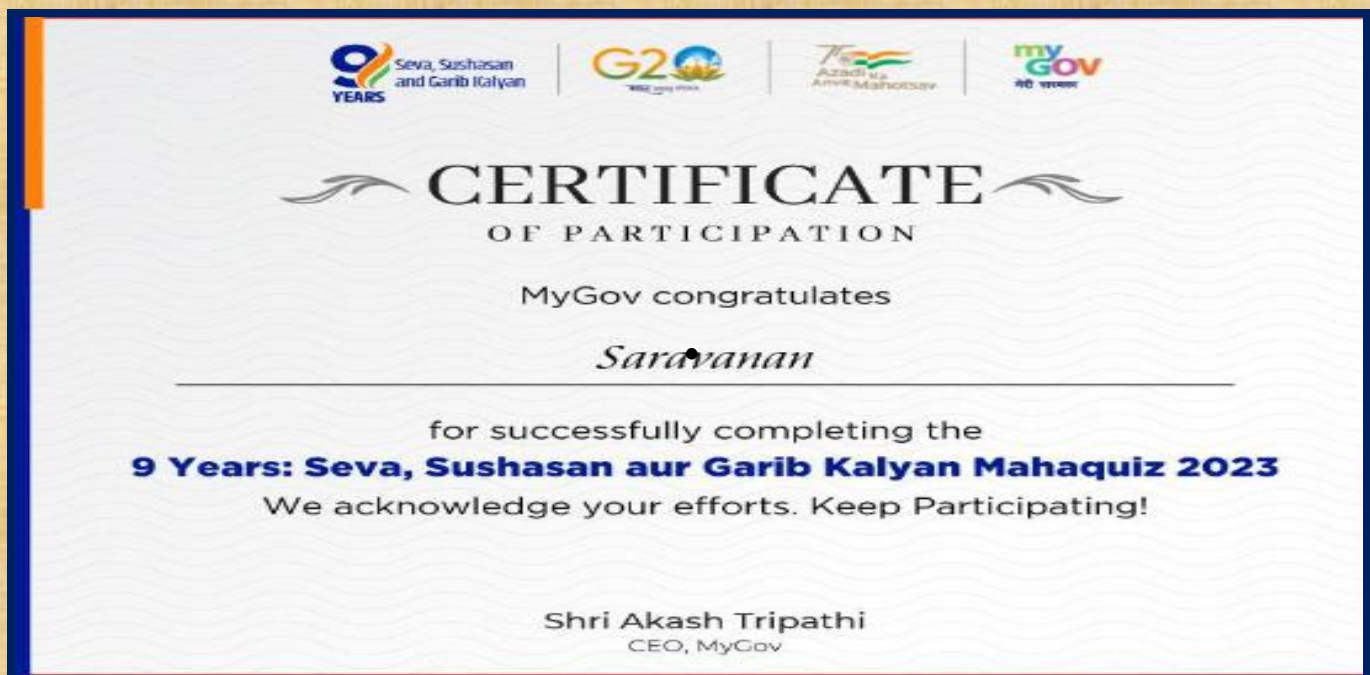 9
YEARS
Seva, Sushasan
and Garib Kalyan
G20
75
Azadi Ka
Amrit Mahotsav
my
GOV
मेरी सरकार
CERTIFICATE
OF PARTICIPATION
MyGov congratulates
Saravanan
for successfully completing the
9 Years: Seva, Sushasan aur Garib Kalyan Mahaquiz 2023
We acknowledge your efforts. Keep Participating!
Shri Akash Tripathi
CEO, MyGov